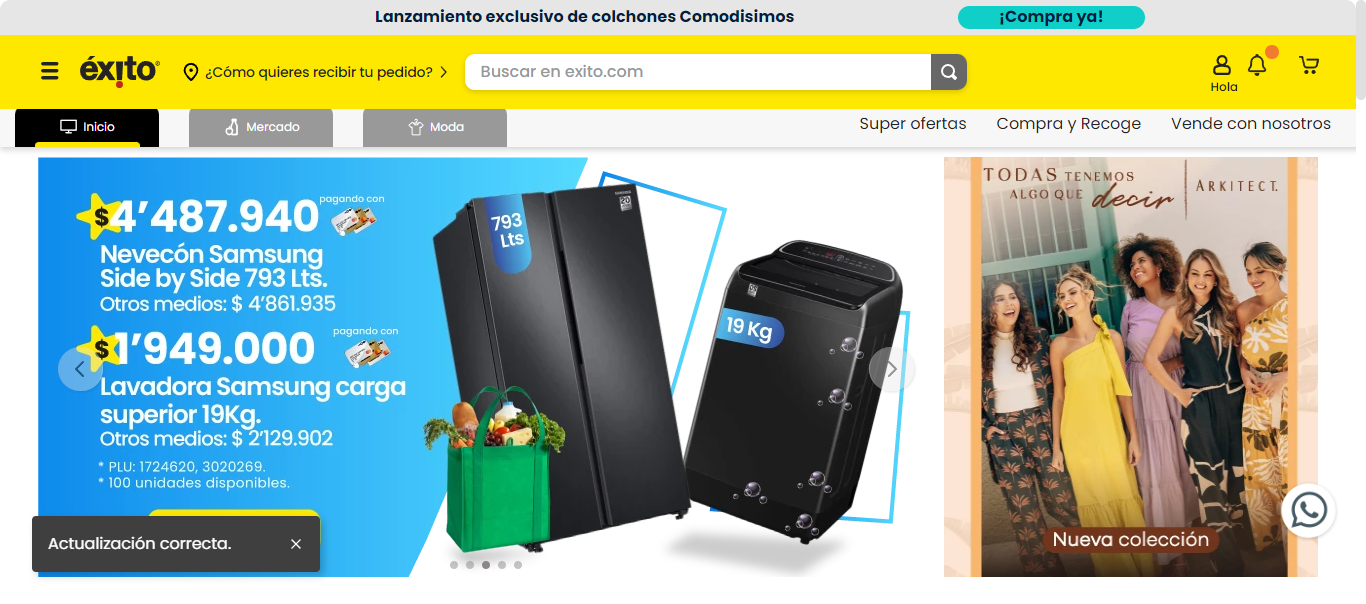 Lanzamiento exclusivo de colchones Comodisimos
¡Compra ya!
éxito
¿Cómo quieres recibir tu pedido?
Buscar en exito.com
Hola
Inicio
Mercado
Moda
Super ofertas
Compra y Recoge
Vende con nosotros
$4’487.940
pagando con
Nevecón Samsung
Side by Side 793 Lts.
Otros medios: $ 4’861.935
$1’949.000
pagando con
Lavadora Samsung carga
superior 19Kg.
Otros medios: $ 2’129.902
* PLU: 1724620, 3020269.
* 100 unidades disponibles.
793
Lts
SAMSUNG
20
19 Kg
TODAS TENEMOS
ALGO QUE decir
ARKITECT.
Nueva colección
Actualización correcta.